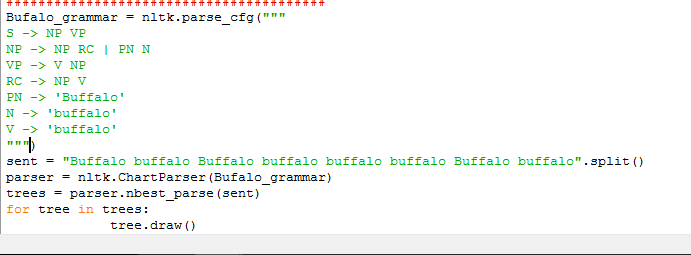 ########################################
Bufalo_grammar = nltk.parse_cfg("""
S -> NP VP
NP -> NP RC | PN N
VP -> V NP
RC -> NP V
PN -> 'Buffalo'
N -> 'buffalo'
V -> 'buffalo'
""")
sent = "Buffalo buffalo Buffalo buffalo buffalo buffalo Buffalo buffalo".split()
parser = nltk.ChartParser(Bufalo_grammar)
trees = parser.nbest_parse(sent)
for tree in trees:
            tree.draw()